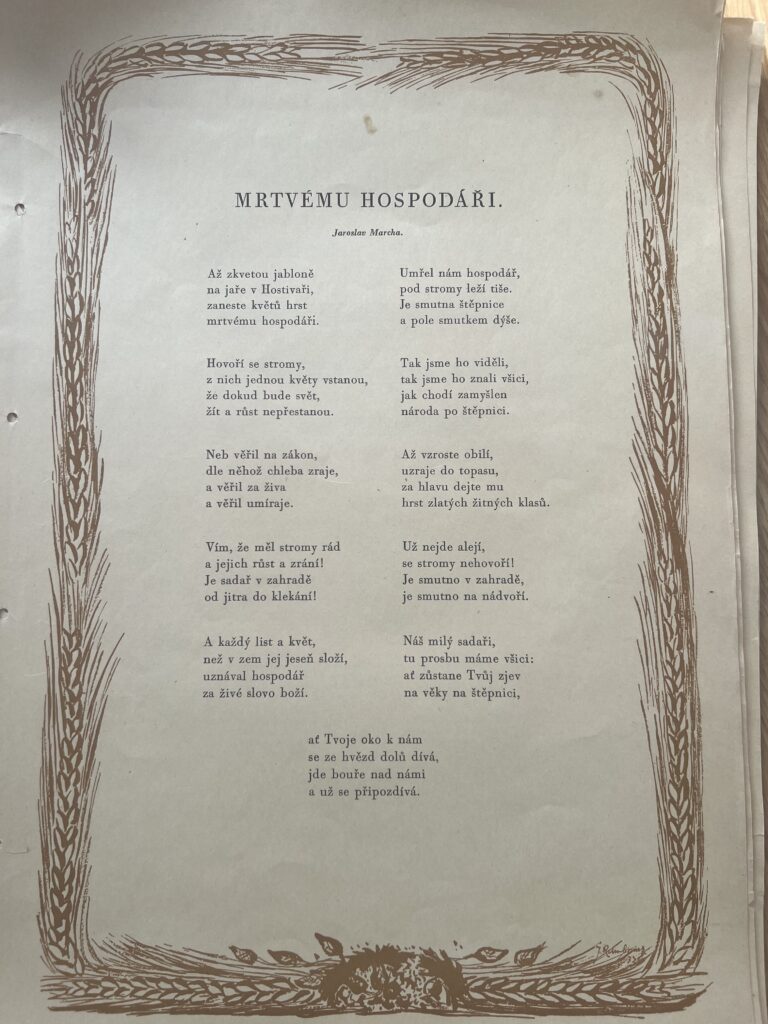 MRTVÉMU HOSPODÁŘI.
Jaroslav Marcha.
Až zkvetou jabloně
na jaře v Hostivaři,
zaneste květů hrst
mrtvému hospodáři.
Hovoří se stromy,
z nich jednou květy vstanou,
že dokud bude svět,
žít a růst nepřestanou.
Neb věřil na zákon,
dle něhož chleba zraje,
a věřil za živa
a věřil umíraje.
Vím, že měl stromy rád
a jejich růst a zrání!
Je sadař v zahradě
od jitra do klekání!
A každý list a květ,
než v zem jej jeseň složí,
uznával hospodář
za živé slovo boží.
Umřel nám hospodář,
pod stromy leží tiše.
Je smutna štěpnice
a pole smutkem dýše.
Tak jsme ho viděli,
tak jsme ho znali všici,
jak chodí zamyšlen
národa po štěpnici.
Až vzroste obilí,
uzraje do topasu,
za hlavu dejte mu
hrst zlatých žitných klasů.
Už nejde alejí,
se stromy nehovoří!
Je smutno v zahradě,
je smutno na nádvoří.
Náš milý sadaři,
tu prosbu máme všici:
ať zůstane Tvůj zjev
na věky na štěpnici,
ať Tvoje oko k nám
se ze hvězd dolů dívá,
jde bouře nad námi
a už se připozdívá.